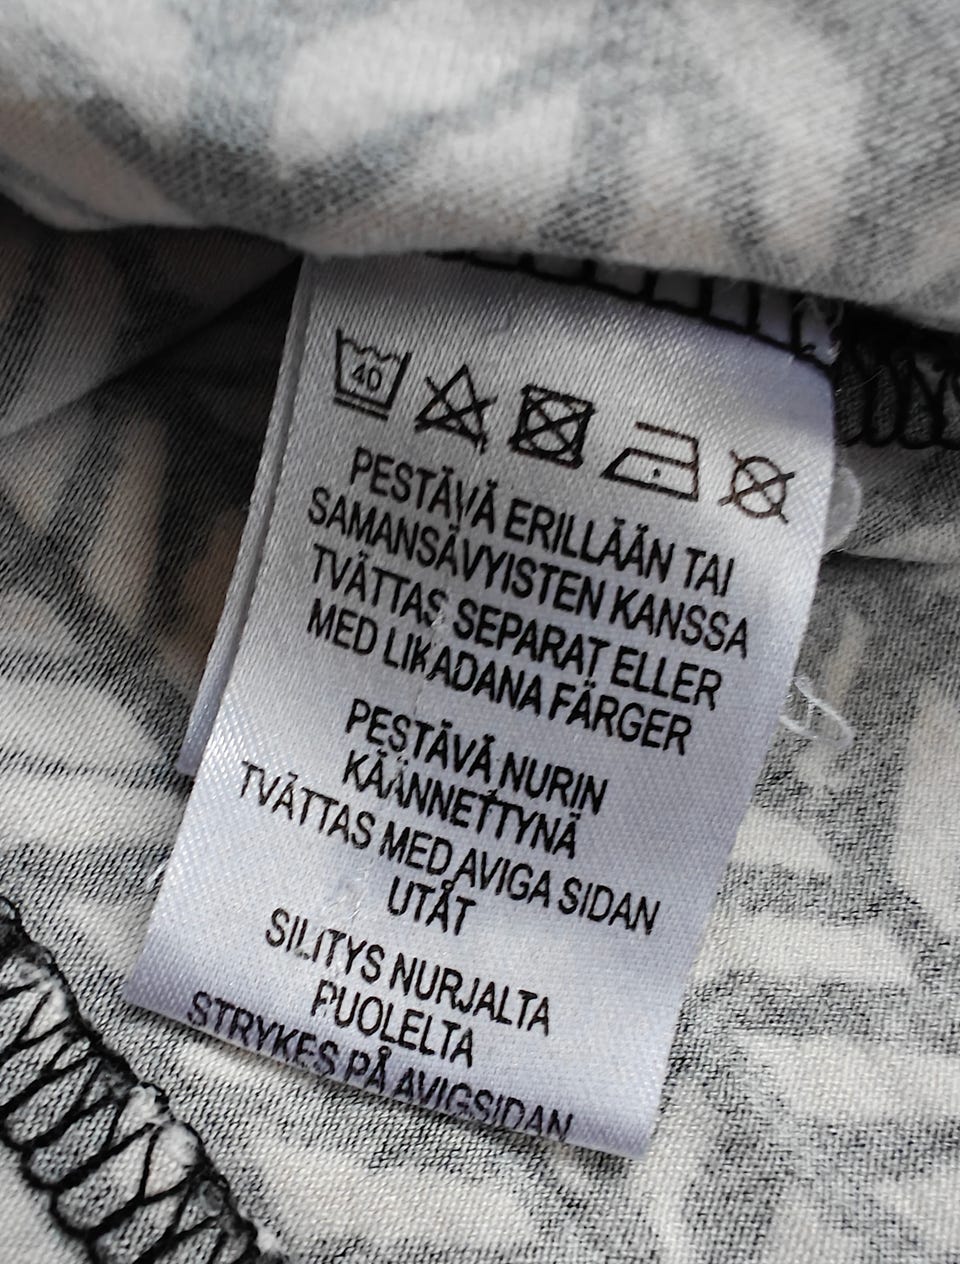 40
PESTÄVÄ ERILLÄÄN TAI
SAMANSÄVYISTEN KANSSA
TVÄTTAS SEPARAT ELLER
MED LIKADANA FÄRGER
PESTÄVÄ NURIN
KÄÄNNETTYNÄ
TVÄTTAS MED AVIGA SIDAN
UTÅT
SILITYS NURJALTA
PUOLELTA
STRYKES PÅ AVIGSIDAN